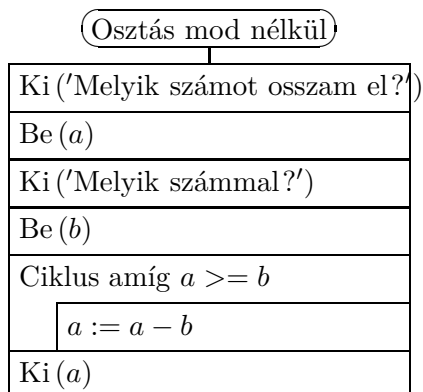 Osztás mod nélkül
Ki ('Melyik számot osszam el?')
Be (a)
Ki ('Melyik számmal?')
Be (b)
Ciklus amíg a >= b
a := a − b
Ki (a)